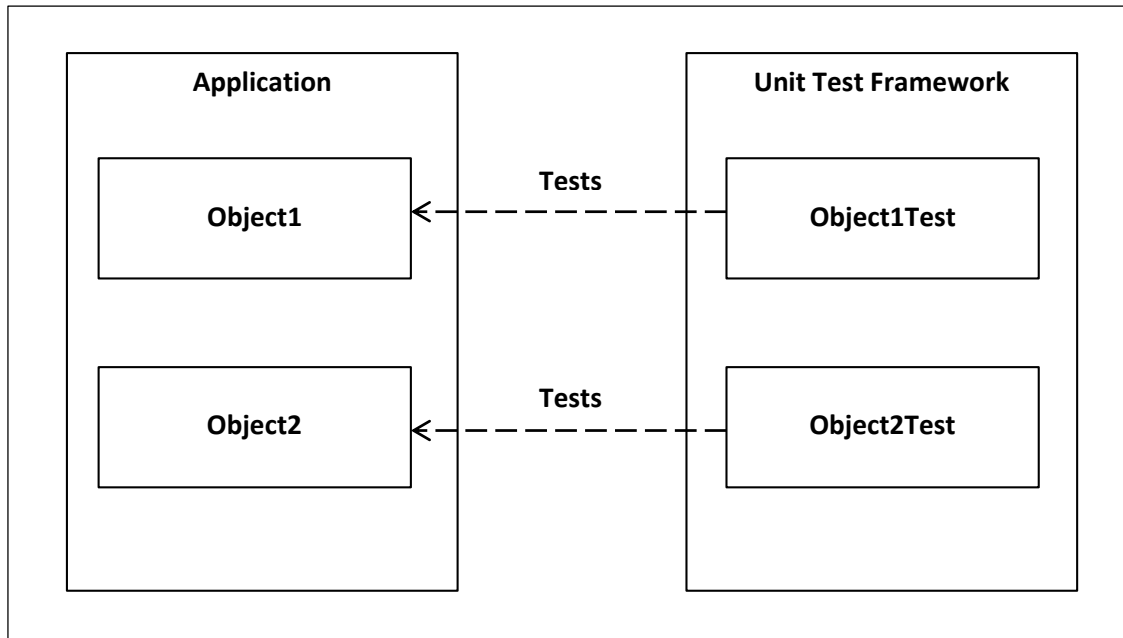 Application
Unit Test Framework
Tests
Object1
Object1Test
Tests
Object2
Object2Test